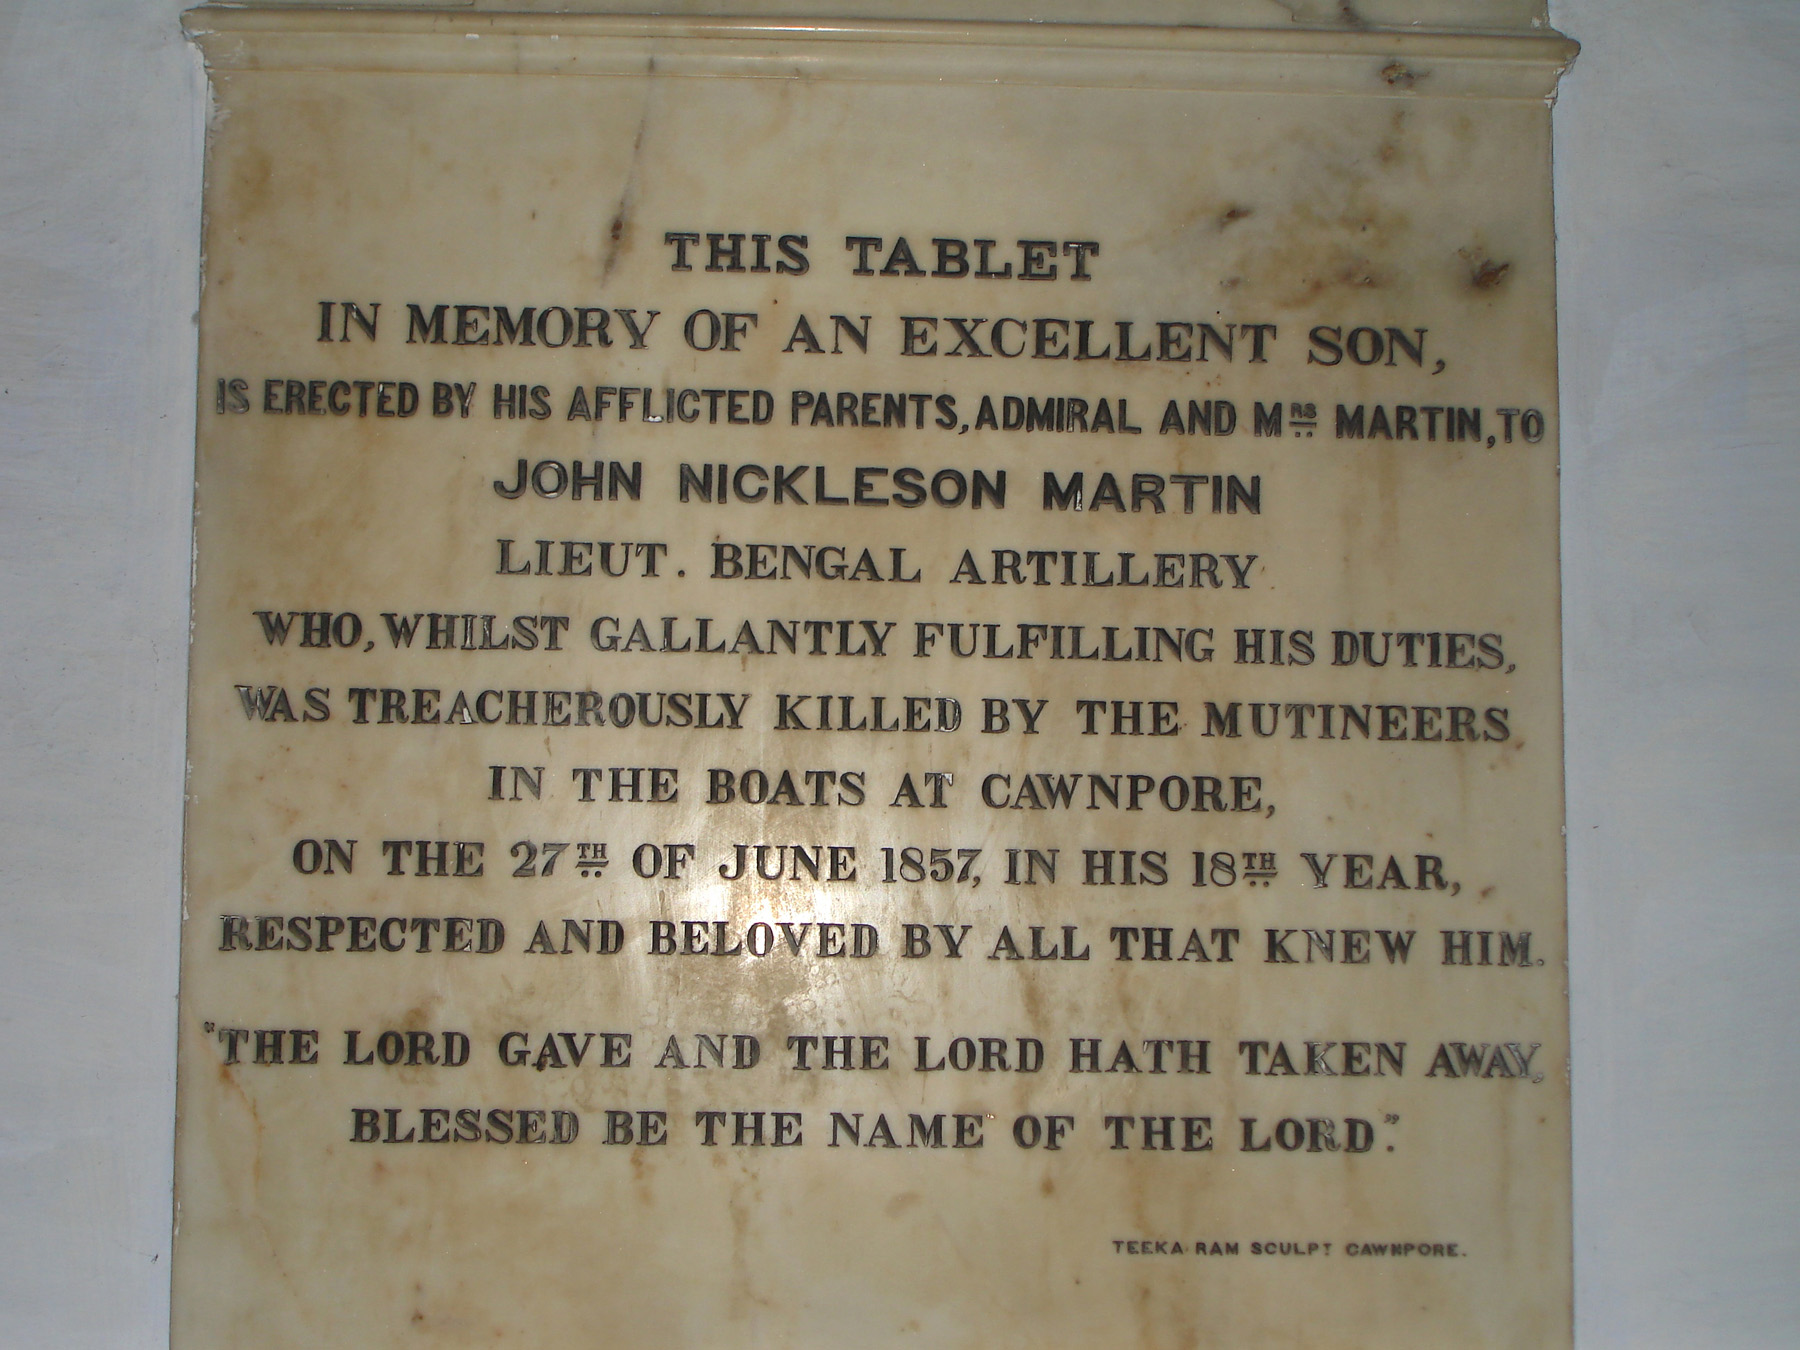 THIS TABLET
IN MEMORY OF AN EXCELLENT SON,
IS ERECTED BY HIS AFFLICTED PARENTS, ADMIRAL AND MRS MARTIN, TO
JOHN NICKLESON MARTIN
LIEUT. BENGAL ARTILLERY
WHO, WHILST GALLANTLY FULFILLING HIS DUTIES,
WAS TREACHEROUSLY KILLED BY THE MUTINEERS
IN THE BOATS AT CAWNPORE,
ON THE 27TH OF JUNE 1857, IN HIS 18TH YEAR,
RESPECTED AND BELOVED BY ALL THAT KNEW HIM.
"THE LORD GAVE AND THE LORD HATH TAKEN AWAY,
BLESSED BE THE NAME OF THE LORD."
TEEKA RAM SCULPT CAWNPORE.